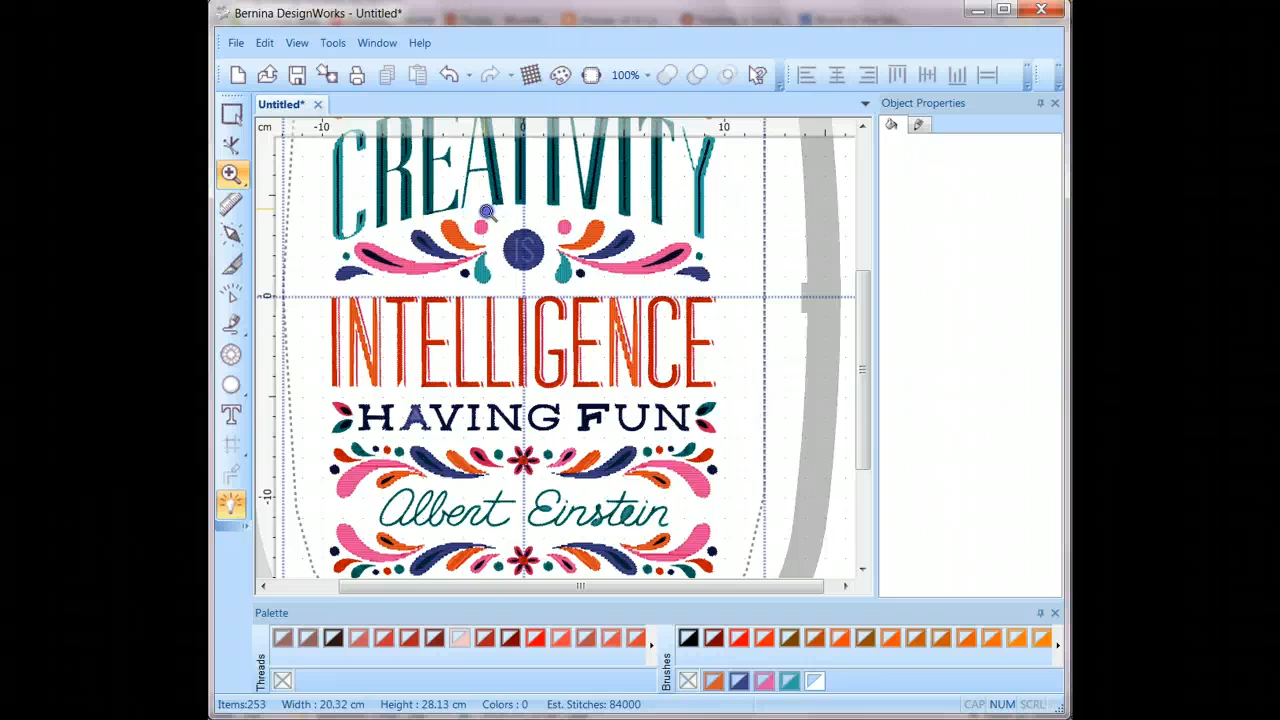 Bernina DesignWorks - Untitled*
File Edit View Tools Window Help
100%
Untitled*
Object Properties
cm -10 0 10
CREATIVITY
IS
0
INTELLIGENCE
HAVING FUN
-10
Albert Einstein
Palette
Threads
Brushes
Items:253 Width : 20.32 cm Height : 28.13 cm Colors : 0 Est. Stitches: 84000 CAP NUM SCRL